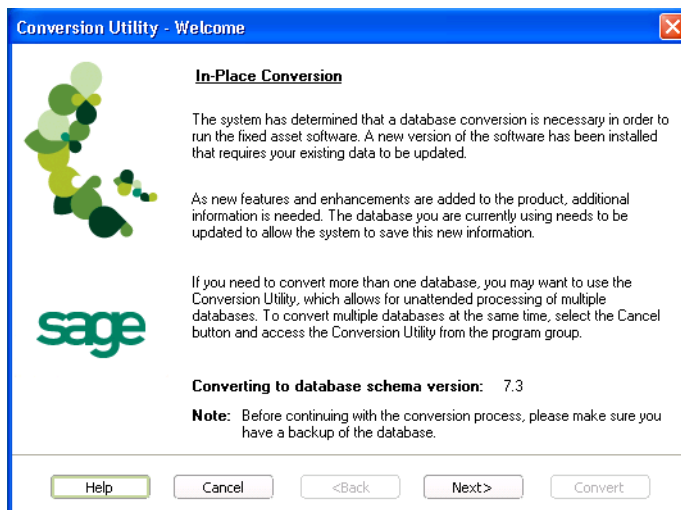 Conversion Utility - Welcome
In-Place Conversion
The system has determined that a database conversion is necessary in order to
run the fixed asset software. A new version of the software has been installed
that requires your existing data to be updated.
As new features and enhancements are added to the product, additional
information is needed. The database you are currently using needs to be
updated to allow the system to save this new information.
If you need to convert more than one database, you may want to use the
Conversion Utility, which allows for unattended processing of multiple
databases. To convert multiple databases at the same time, select the Cancel
button and access the Conversion Utility from the program group.
sage
Converting to database schema version: 7.3
Note: Before continuing with the conversion process, please make sure you
have a backup of the database.
Help Cancel <Back Next> Convert